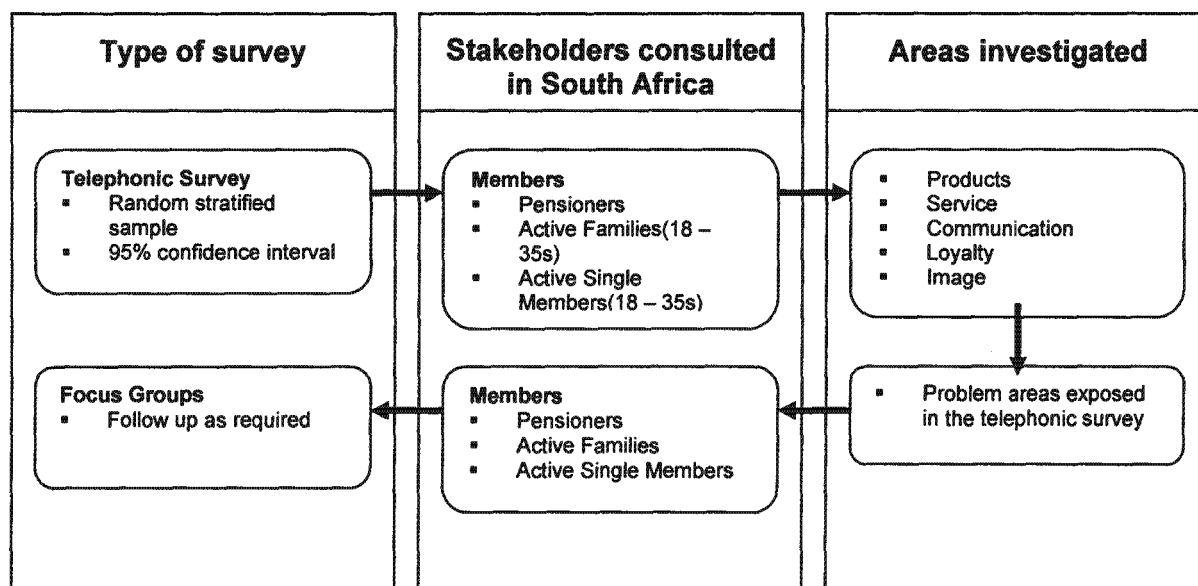 Type of survey
Stakeholders consulted
in South Africa
Areas investigated
Telephonic Survey
▪ Random stratified
sample
▪ 95% confidence interval
Members
▪ Pensioners
▪ Active Families(18 –
35s)
▪ Active Single
Members(18 – 35s)
▪ Products
▪ Service
▪ Communication
▪ Loyalty
▪ Image
Focus Groups
▪ Follow up as required
Members
▪ Pensioners
▪ Active Families
▪ Active Single Members
▪ Problem areas exposed
in the telephonic survey